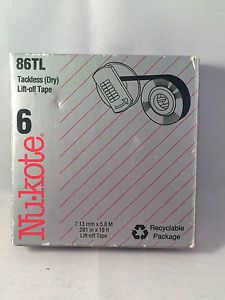 86TL
Tackless (Dry)
Lift-off Tape
6
Nu-kote
7.13 mm x 5.8 M
.281 in x 19 ft
Lift-off Tape
Recyclable
Package